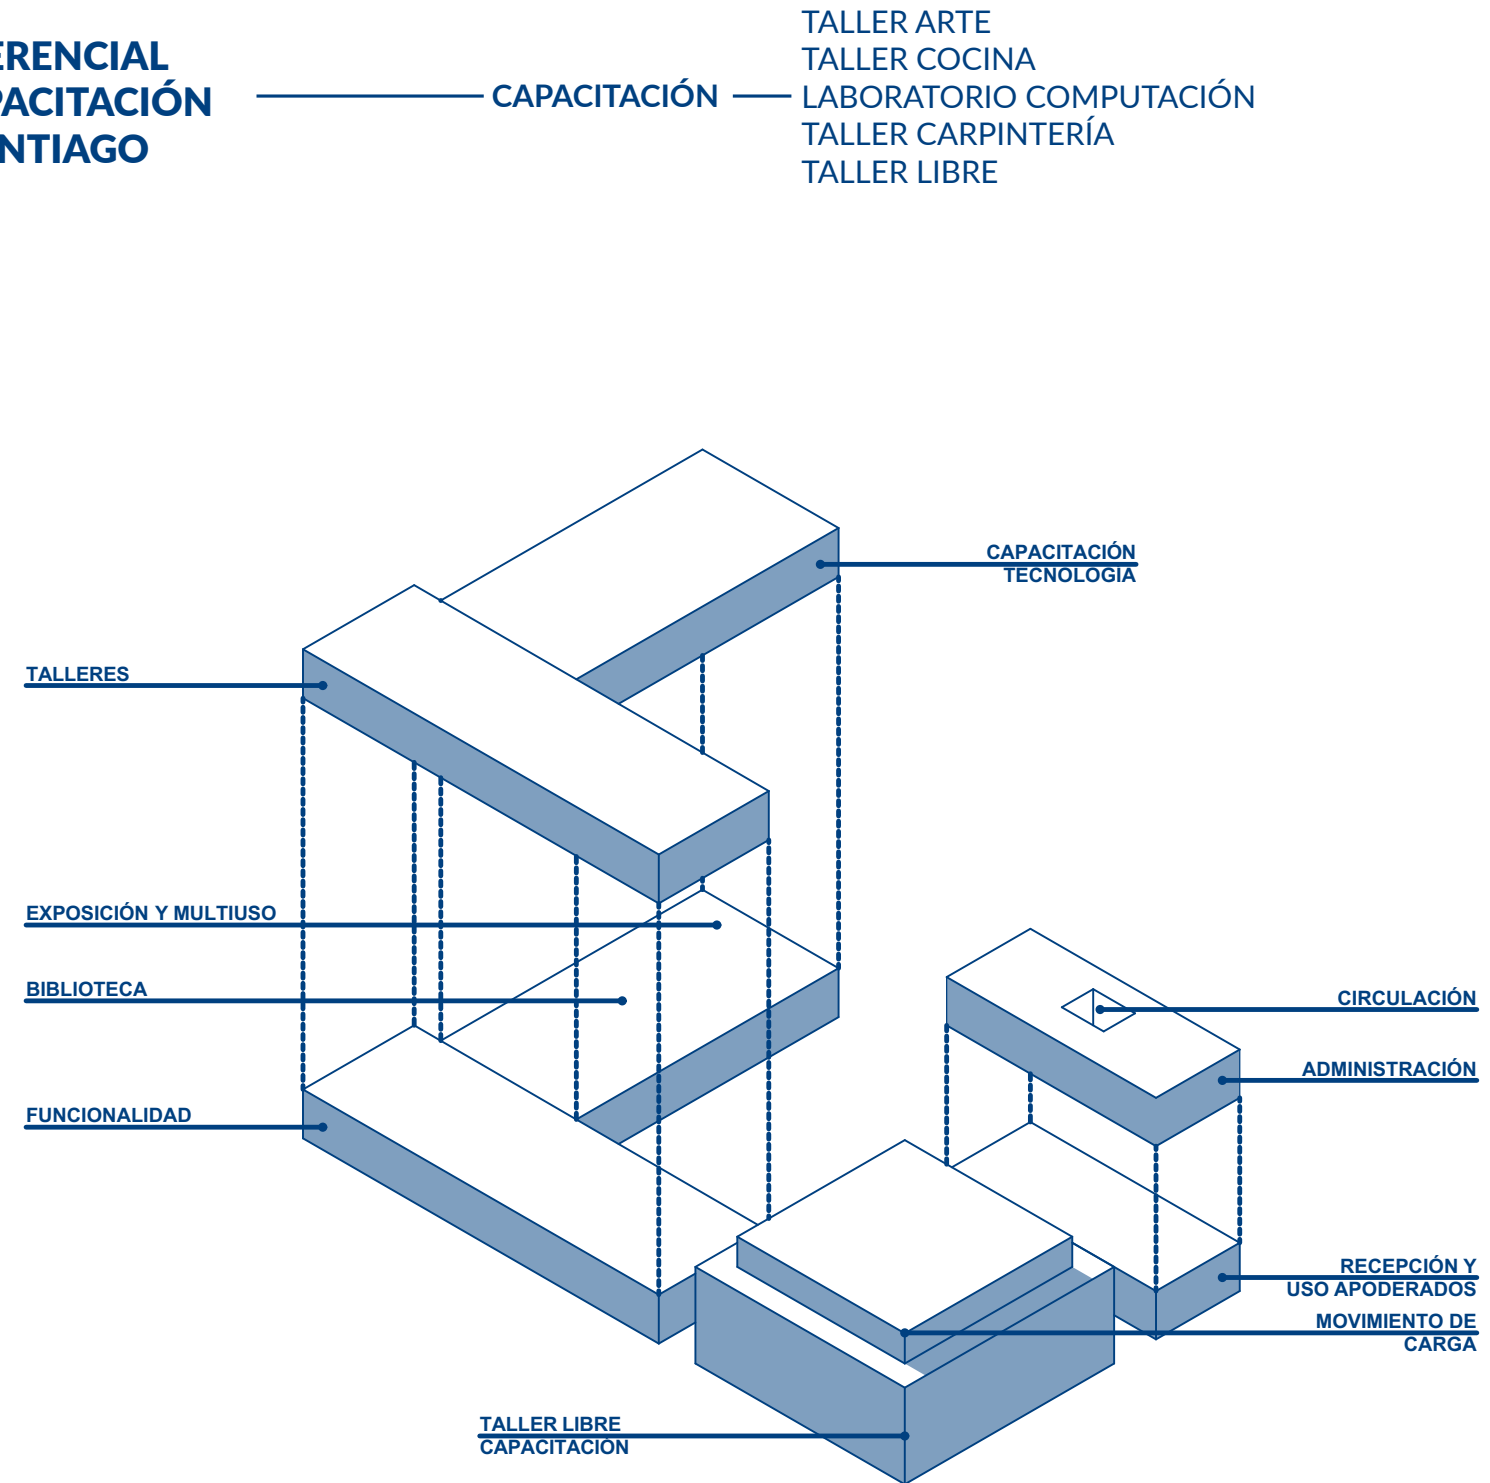 ERENCIAL
PACITACIÓN
NTIAGO
CAPACITACIÓN
TALLER ARTE
TALLER COCINA
LABORATORIO COMPUTACIÓN
TALLER CARPINTERÍA
TALLER LIBRE
CAPACITACIÓN
TECNOLOGIA
TALLERES
EXPOSICIÓN Y MULTIUSO
BIBLIOTECA
FUNCIONALIDAD
CIRCULACIÓN
ADMINISTRACIÓN
RECEPCIÓN Y
USO APODERADOS
MOVIMIENTO DE
CARGA
TALLER LIBRE
CAPACITACIÓN